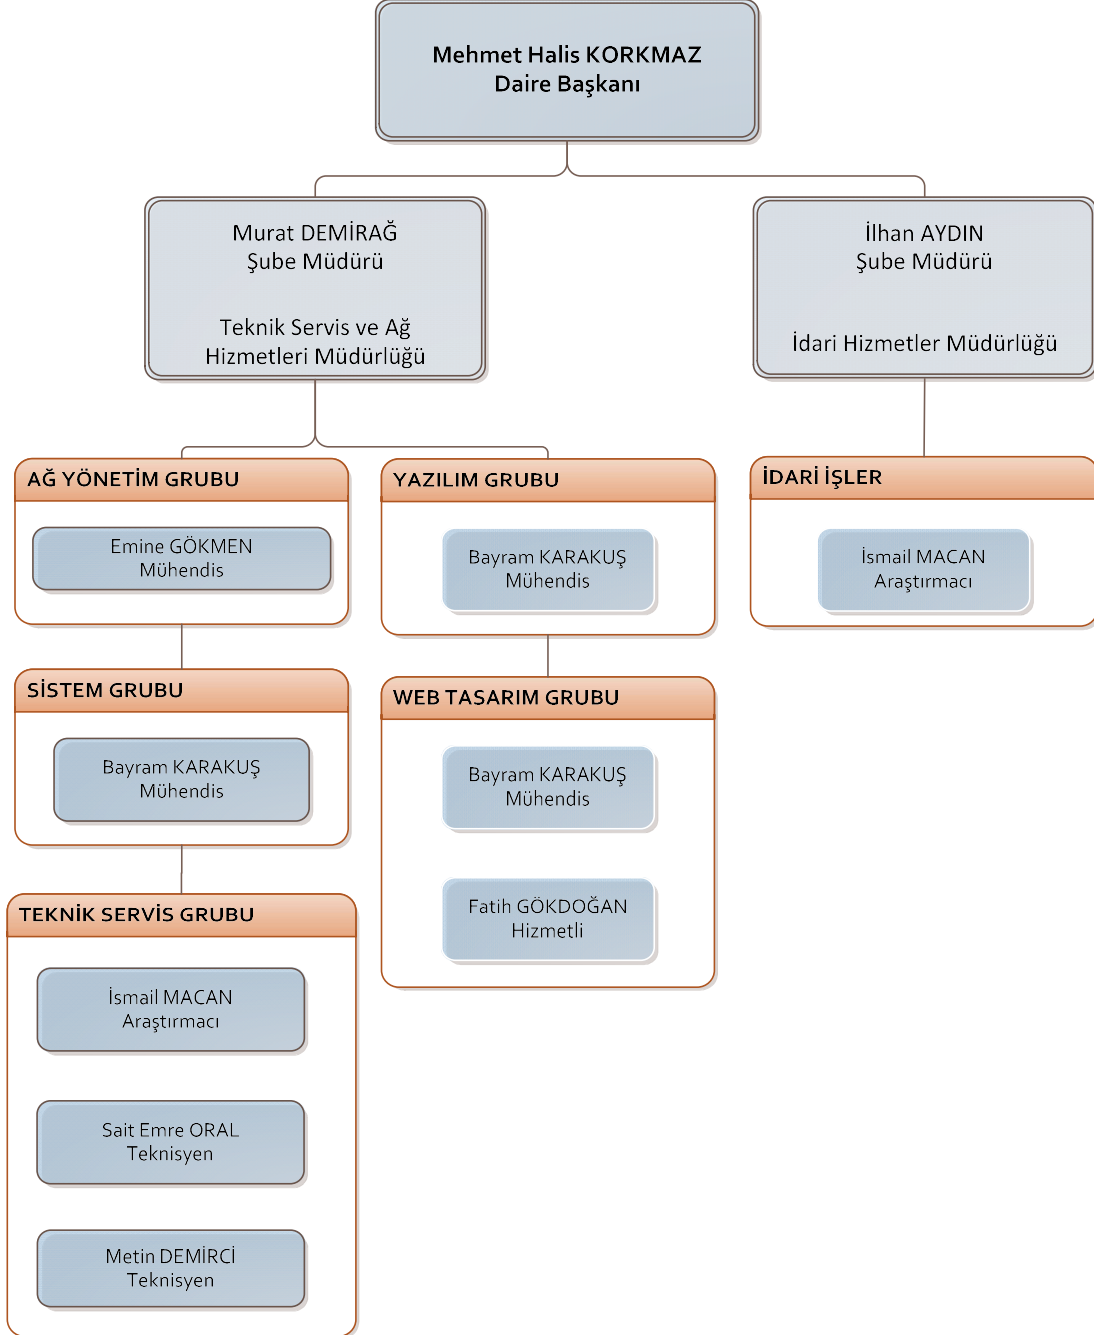 Mehmet Halis KORKMAZ
Daire Başkanı
Murat DEMİRAĞ
Şube Müdürü
Teknik Servis ve Ağ
Hizmetleri Müdürlüğü
İlhan AYDIN
Şube Müdürü
İdari Hizmetler Müdürlüğü
AĞ YÖNETİM GRUBU
Emine GÖKMEN
Mühendis
SİSTEM GRUBU
Bayram KARAKUŞ
Mühendis
TEKNİK SERVİS GRUBU
İsmail MACAN
Araştırmacı
Sait Emre ORAL
Teknisyen
Metin DEMİRCİ
Teknisyen
YAZILIM GRUBU
Bayram KARAKUŞ
Mühendis
WEB TASARIM GRUBU
Bayram KARAKUŞ
Mühendis
Fatih GÖKDOĞAN
Hizmetli
İDARİ İŞLER
İsmail MACAN
Araştırmacı